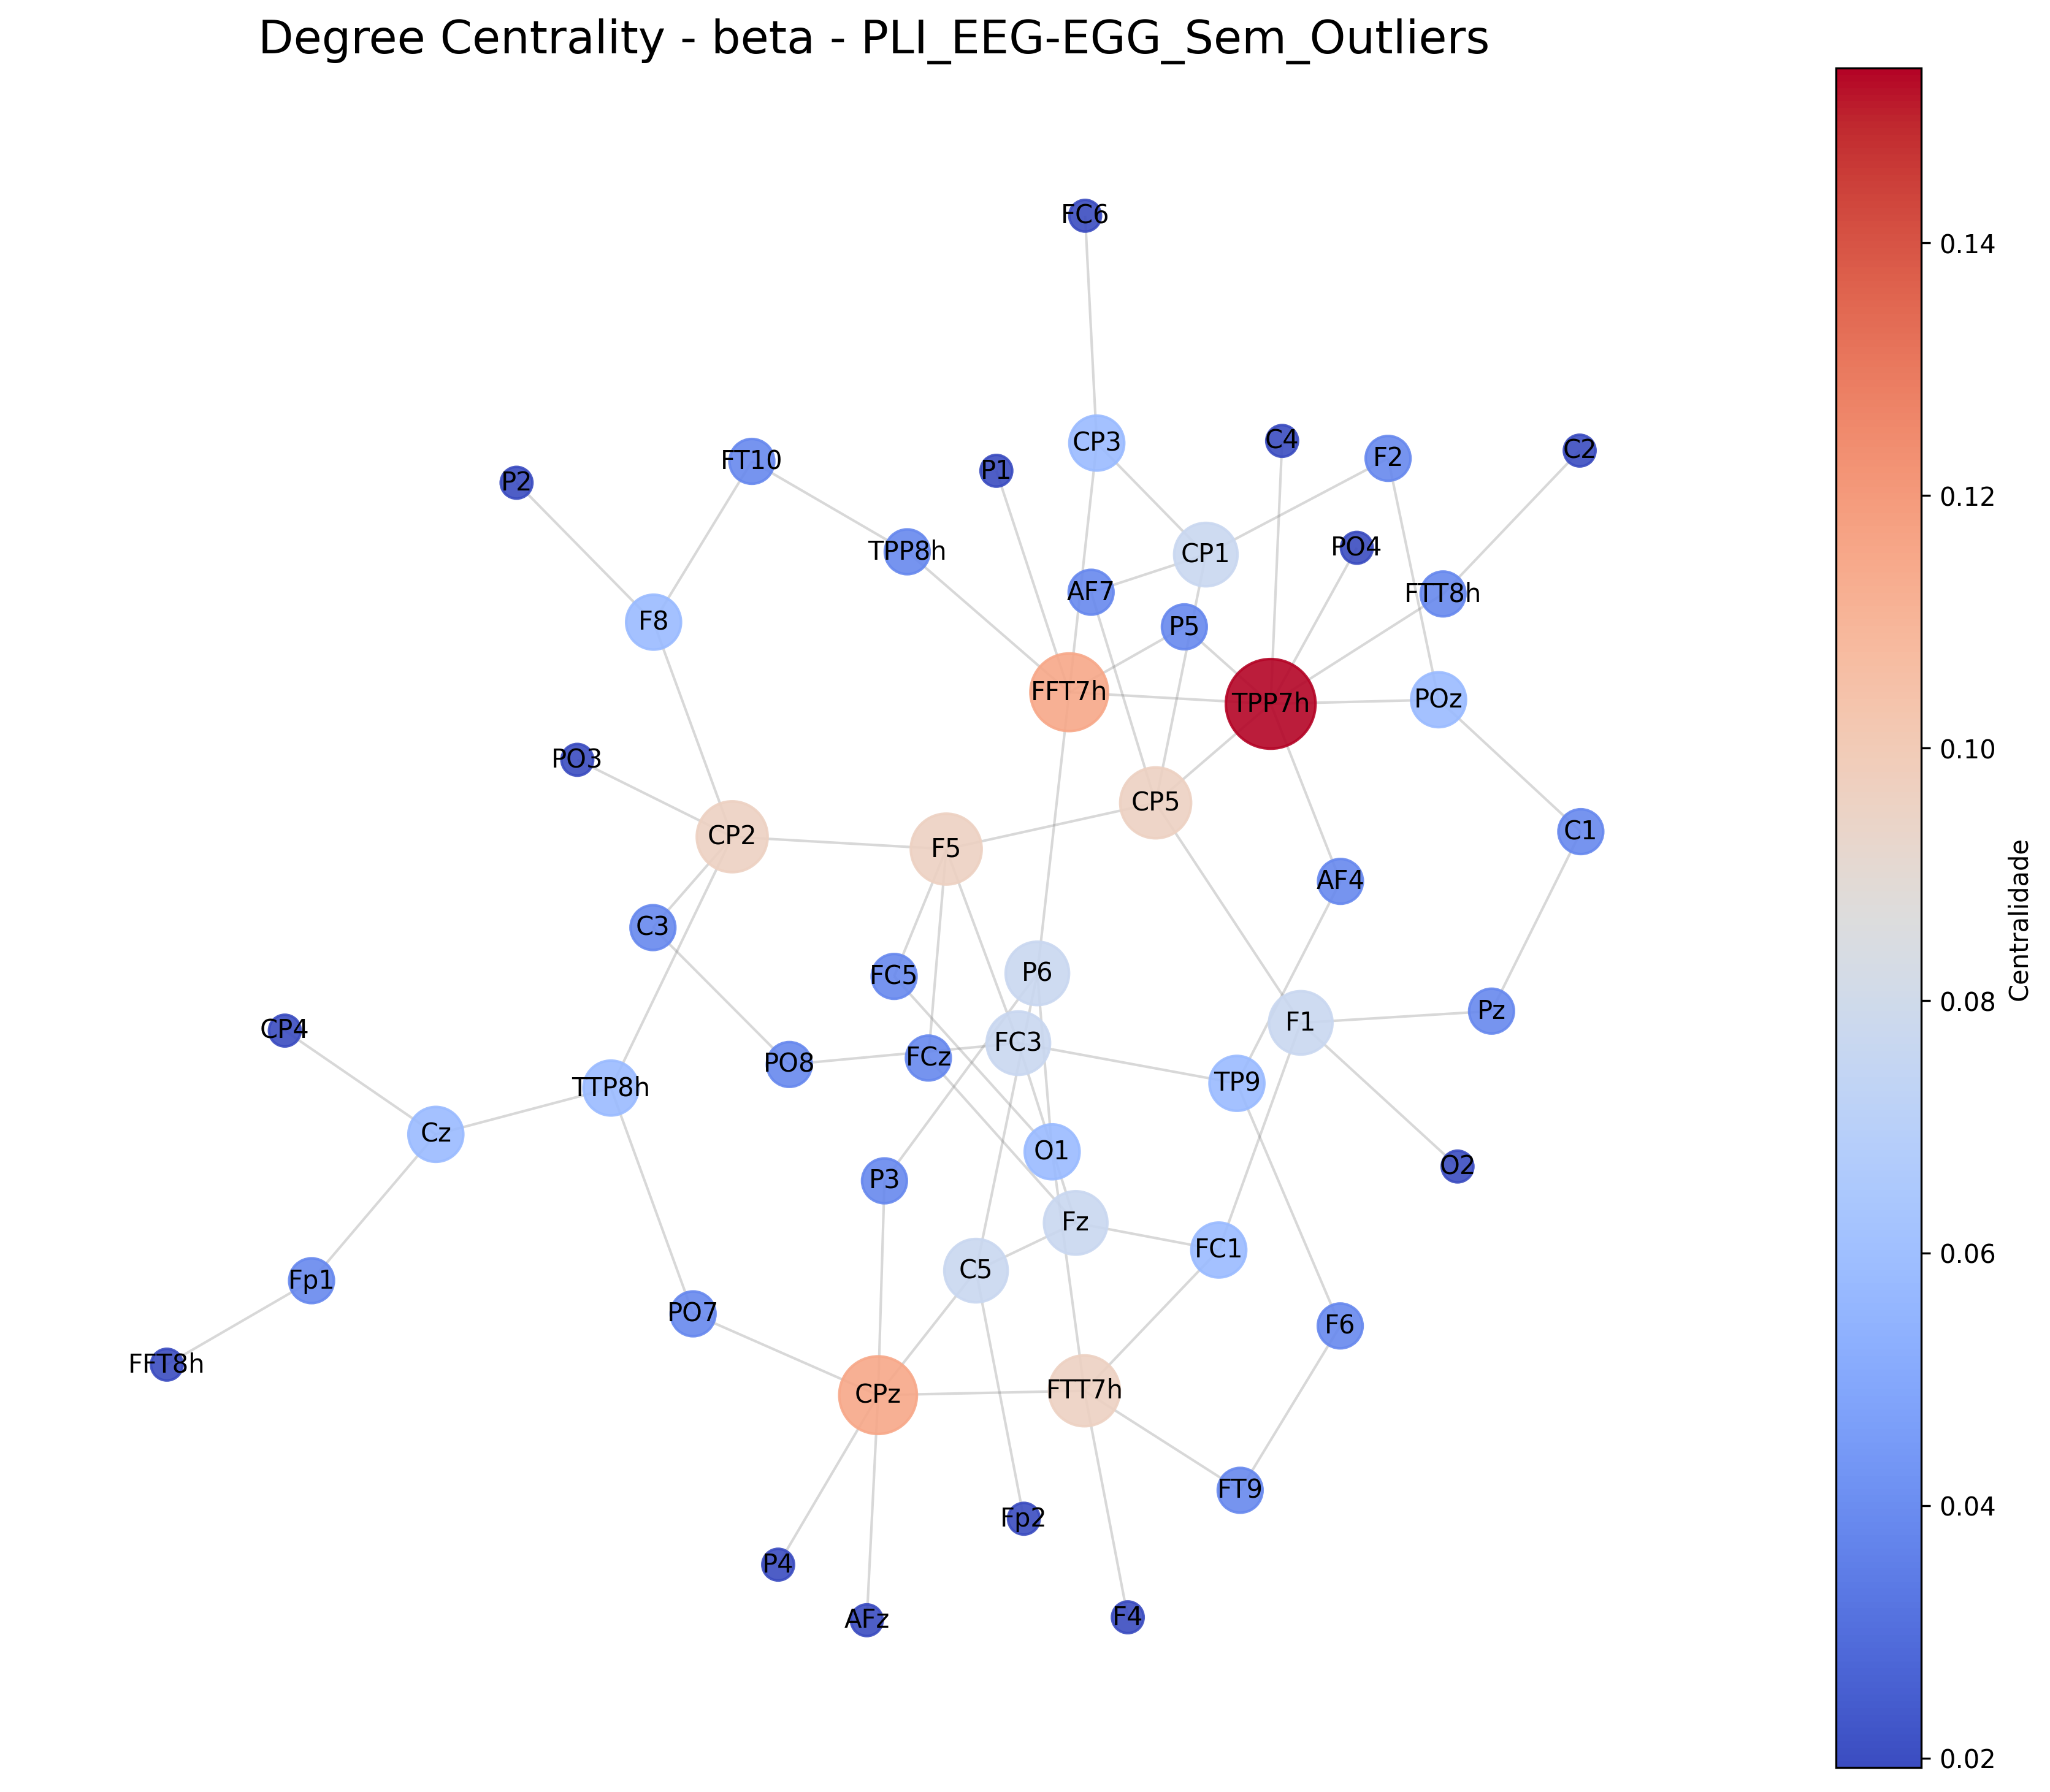 Degree Centrality - beta - PLI_EEG-EGG_Sem_Outliers
FC6
0.14
CP3
C4
F2
C2
FT10
P1
P2
0.12
TPP8h
CP1
PO4
AF7
FTT8h
F8
P5
FFT7h
TPP7h
POz
0.10
PO3
CP5
CP2
F5
C1
AF4
C3
Centralidade
P6
FC5
0.08
Pz
F1
CP4
FC3
FCz
PO8
TP9
TTP8h
Cz
O1
O2
P3
Fz
FC1
0.06
C5
Fp1
PO7
F6
FFT8h
CPz
FTT7h
FT9
0.04
Fp2
P4
AFz
F4
0.02